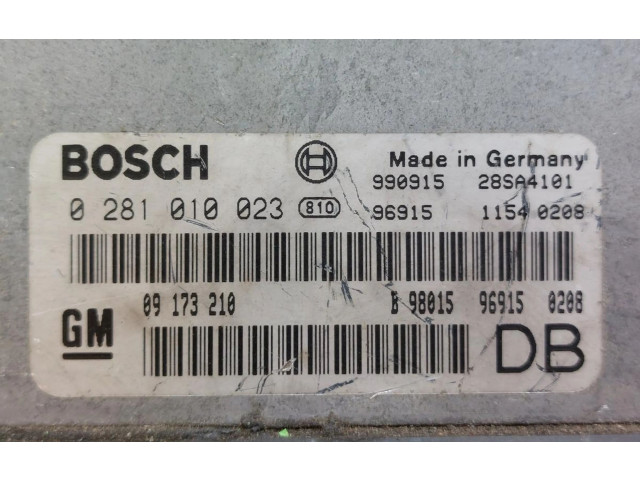 BOSCH Made in Germany
990915 28SA4101
0 281 010 023 810 96915 1154 0208
09 173 210 B 98015 96915 0208
GM DB